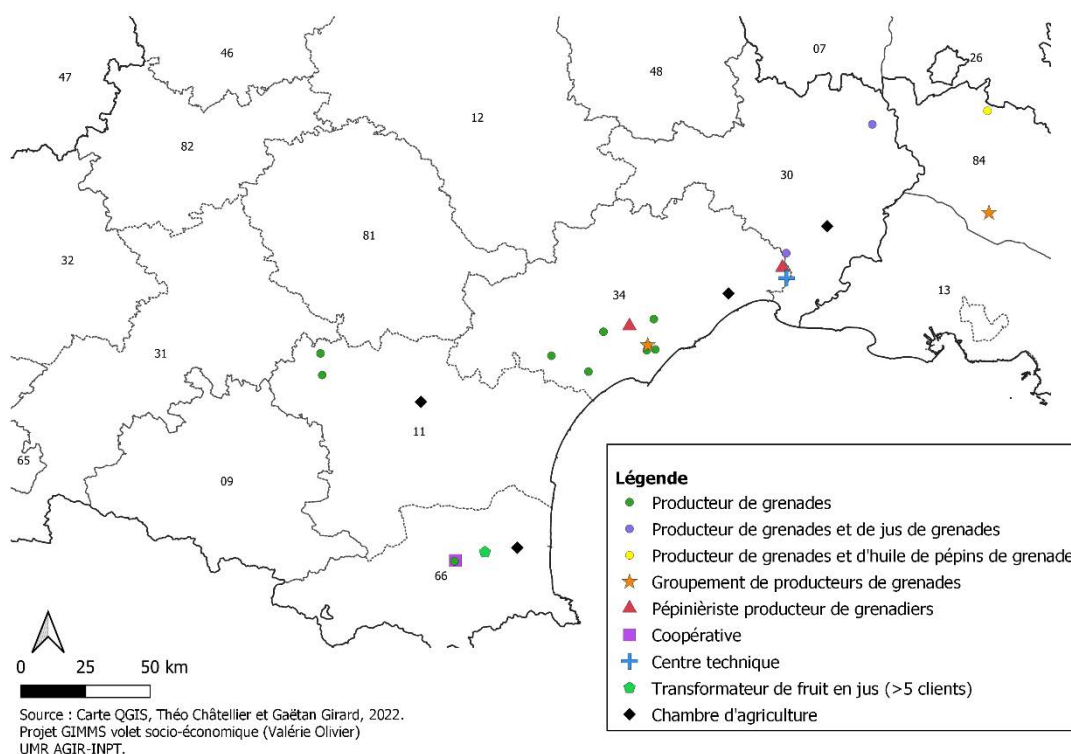 46
07
26
47
48
12
82
84
30
81
32
34
13
31
11
65
09
66
Légende
Producteur de grenades
Producteur de grenades et de jus de grenades
Producteur de grenades et d'huile de pépins de grenade
Groupement de producteurs de grenades
Pépinièriste producteur de grenadiers
Coopérative
Centre technique
Transformateur de fruit en jus (>5 clients)
Chambre d'agriculture
0 25 50 km
Source : Carte QGIS, Théo Châtellier et Gaëtan Girard, 2022.
Projet GIMMS volet socio-économique (Valérie Olivier)
UMR AGIR-INPT.